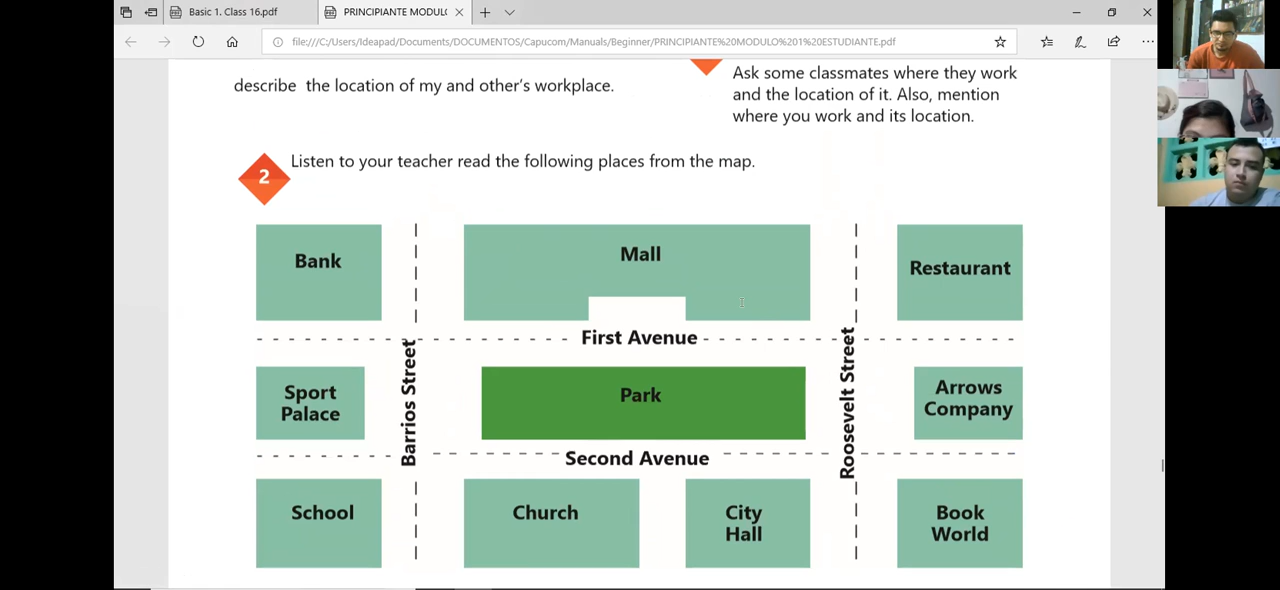 Basic 1. Class 16.pdf
PRINCIPIANTE MODUL
file:///C:/Users/Ideapad/Documents/DOCUMENTOS/Capucom/Manuals/Beginner/PRINCIPIANTE%20MODULO%201%20ESTUDIANTE.pdf
describe the location of my and other's workplace.
Ask some classmates where they work
and the location of it. Also, mention
where you work and its location.
2
Listen to your teacher read the following places from the map.
Bank
Mall
Restaurant
First Avenue
Barrios Street
Roosevelt Street
Sport
Palace
Park
Arrows
Company
Second Avenue
School
Church
City
Hall
Book
World